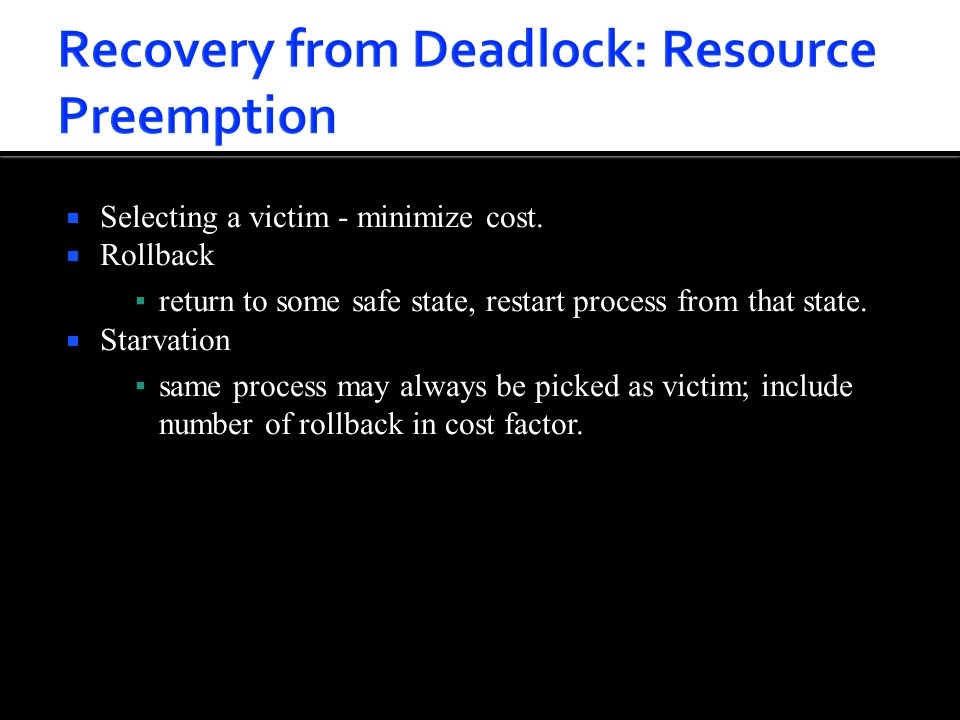 Recovery from Deadlock: Resource
Preemption
Selecting a victim - minimize cost.
Rollback
return to some safe state, restart process from that state.
Starvation
same process may always be picked as victim; include
number of rollback in cost factor.